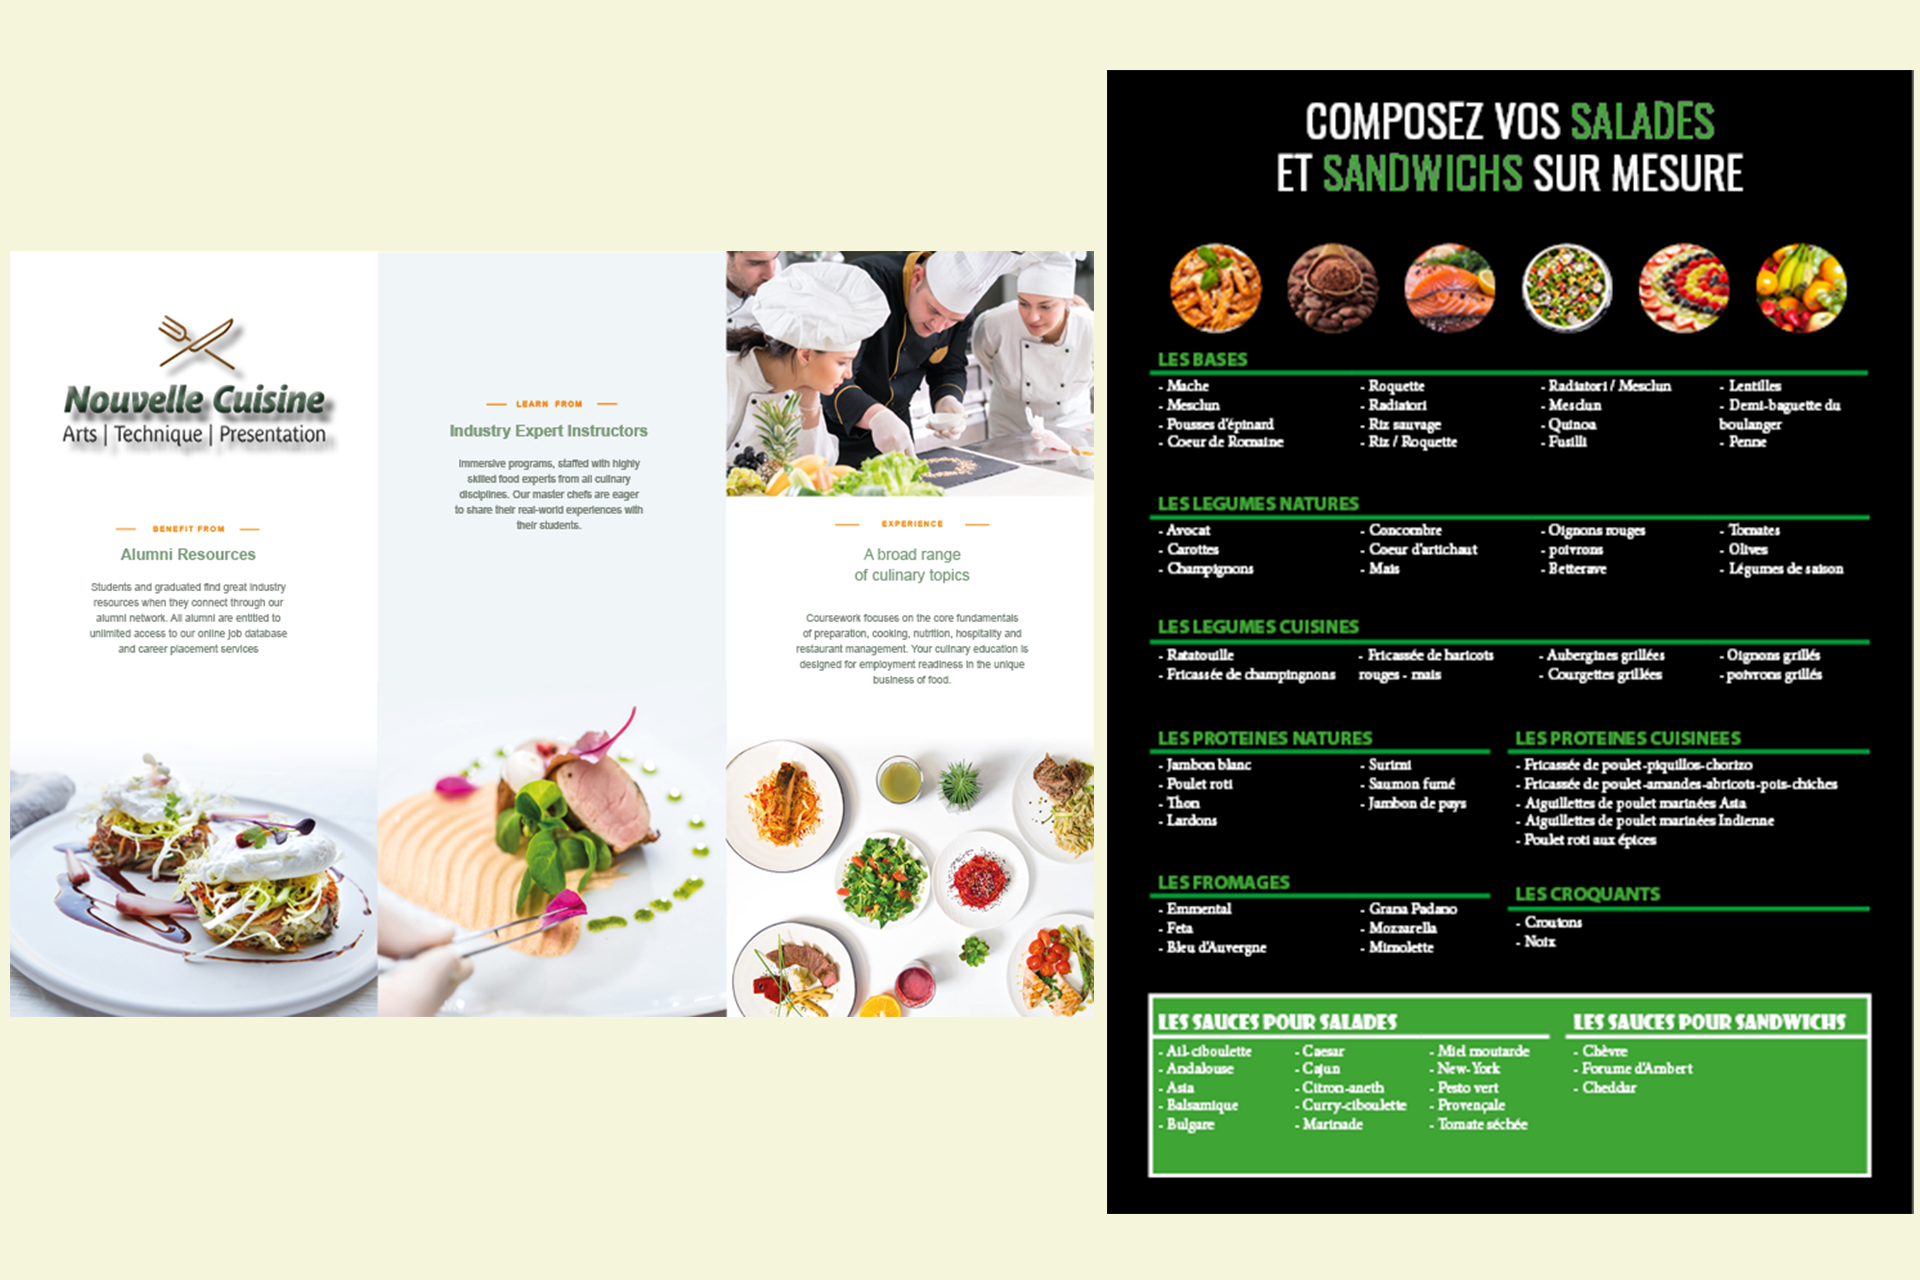 Nouvelle Cuisine
Arts | Technique | Presentation
BENEFIT FROM
Alumni Resources
Students and graduated find great industry
resources when they connect through our
alumni network. All alumni are entitled to
unlimited access to our online job database
and career placement services
LEARN FROM
Industry Expert Instructors
Immersive programs, staffed with highly
skilled food experts from all culinary
disciplines. Our master chefs are eager
to share their real-world experiences with
their students.
EXPERIENCE
A broad range
of culinary topics
Coursework focuses on the core fundamentals
of preparation, cooking, nutrition, hospitality and
restaurant management. Your culinary education is
designed for employment readiness in the unique
business of food.
COMPOSEZ VOS SALADES
ET SANDWICHS SUR MESURE
LES BASES
- Mache
- Mesclun
- Pousses d'épinard
- Coeur de Romaine
- Roquette
- Radiatori
- Riz sauvage
- Riz / Roquette
- Radiatori / Mesclun
- Mesclun
- Quinoa
- Fusilli
- Lentilles
- Demi-baguette du
boulanger
- Penne
LES LEGUMES NATURES
- Avocat
- Carottes
- Champignons
- Concombre
- Coeur d'artichaut
- Mais
- Oignons rouges
- poivrons
- Betterave
- Tomates
- Olives
- Légumes de saison
LES LEGUMES CUISINES
- Ratatouille
- Fricassée de champingnons
- Fricassée de haricots
rouges - mais
- Aubergines grillées
- Courgettes grillées
- Oignons grillés
- poivrons grillés
LES PROTEINES NATURES
- Jambon blanc
- Poulet roti
- Thon
- Lardons
- Surimi
- Saumon fumé
- Jambon de pays
LES PROTEINES CUISINEES
- Fricassée de poulet-piquillos-chorizo
- Fricassée de poulet-amandes-abricots-pois-chiches
- Aiguillettes de poulet marinées Asia
- Aiguillettes de poulet marinées Indienne
- Poulet roti aux épices
LES FROMAGES
- Emmental
- Feta
- Bleu d'Auvergne
- Grana Padano
- Mozzarella
- Mimolette
LES CROQUANTS
- Croutons
- Noix
LES SAUCES POUR SALADES
- Ail-ciboulette
- Andalouse
- Asia
- Balsamique
- Bulgare
- Caesar
- Cajun
- Citron-aneth
- Curry-ciboulette
- Marinade
- Miel moutarde
- New-York
- Pesto vert
- Provençale
- Tomate séchée
LES SAUCES POUR SANDWICHS
- Chèvre
- Forume d'Ambert
- Cheddar